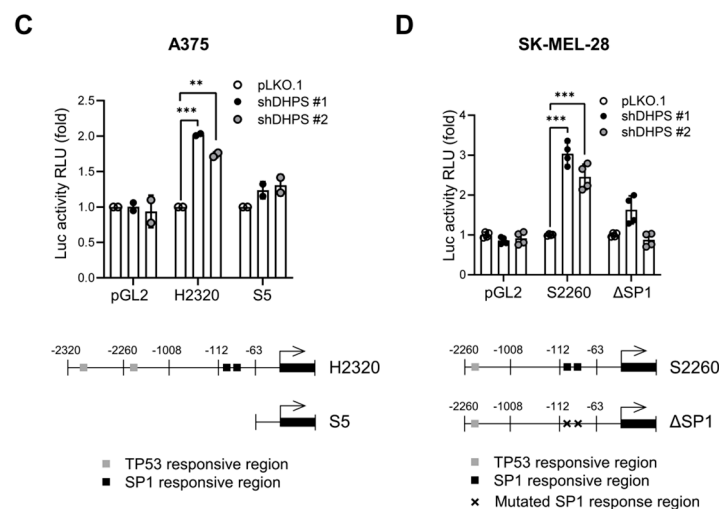 C
A375
pLKO.1
shDHPS #1
shDHPS #2
**
***
Luc activity RLU (fold)
2.5
2.0
1.5
1.0
0.5
0.0
pGL2 H2320 S5
-2320 -2260 -1008 -112 -63
H2320
S5
TP53 responsive region
SP1 responsive region
D
SK-MEL-28
pLKO.1
shDHPS #1
shDHPS #2
***
***
Luc activity RLU (fold)
4
3
2
1
0
pGL2 S2260 ΔSP1
-2260 -1008 -112 -63
S2260
-2260 -1008 -112 -63
ΔSP1
TP53 responsive region
SP1 responsive region
Mutated SP1 response region